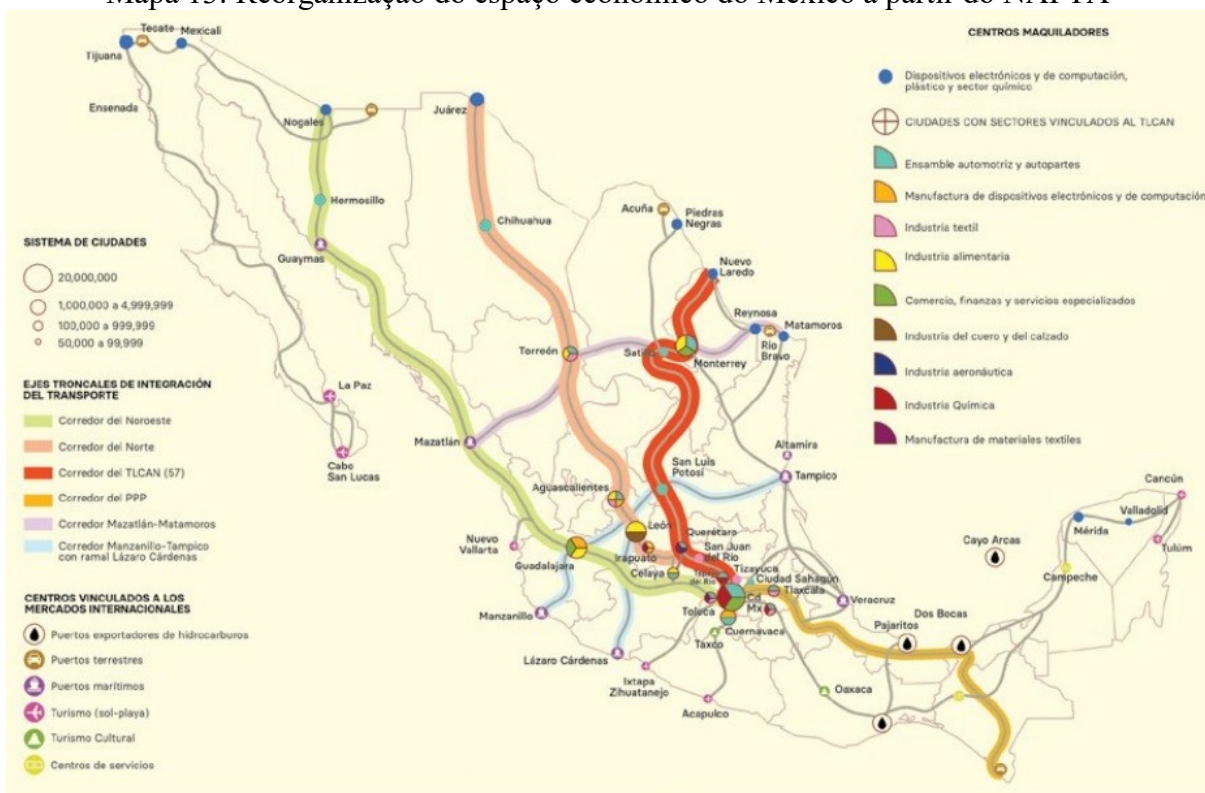 Mapa 15: Reorganização do espaço econômico do México a partir do NAFTA
Tecate
Mexicali
Tijuana
Ensenada
Nogales
Juárez
Hermosillo
Chihuahua
Guaymas
Acuña
Piedras
Negras
Nuevo
Laredo
Reynosa
Matamoros
Río
Bravo
Torreón
Monterrey
La Paz
Cabo
San Lucas
Mazatlán
Altamira
Tampico
San Luis
Potosí
Aguascalientes
León
Querétaro
Nuevo
Vallarta
Guadalajara
Irapuato
San Juan
del Río
Celaya
Tizayuca
Ciudad Sahagún
Tlaxcala
Cd
Mx
Toluca
Cuernavaca
Taxco
Manzanillo
Lázaro Cárdenas
Ixtapa
Zihuatanejo
Acapulco
Veracruz
Pajaritos
Dos Bocas
Oaxaca
Cayo Arcas
Campeche
Mérida
Valladolid
Cancún
Tulúm
SISTEMA DE CIUDADES
20,000,000
1,000,000 a 4,999,999
100,000 a 999,999
50,000 a 99,999
EJES TRONCALES DE INTEGRACIÓN
DEL TRANSPORTE
Corredor del Noroeste
Corredor del Norte
Corredor del TLCAN (57)
Corredor del PPP
Corredor Mazatlán-Matamoros
Corredor Manzanillo-Tampico
con ramal Lázaro Cárdenas
CENTROS VINCULADOS A LOS
MERCADOS INTERNACIONALES
Puertos exportadores de hidrocarburos
Puertos terrestres
Puertos marítimos
Turismo (sol-playa)
Turismo Cultural
Centros de servicios
CENTROS MAQUILADORES
Dispositivos electrónicos y de computación,
plástico y sector químico
CIUDADES CON SECTORES VINCULADOS AL TLCAN
Ensamble automotriz y autopartes
Manufactura de dispositivos electrónicos y de computación
Industria textil
Industria alimentaria
Comercio, finanzas y servicios especializados
Industria del cuero y del calzado
Industria aeronáutica
Industria Química
Manufactura de materiales textiles